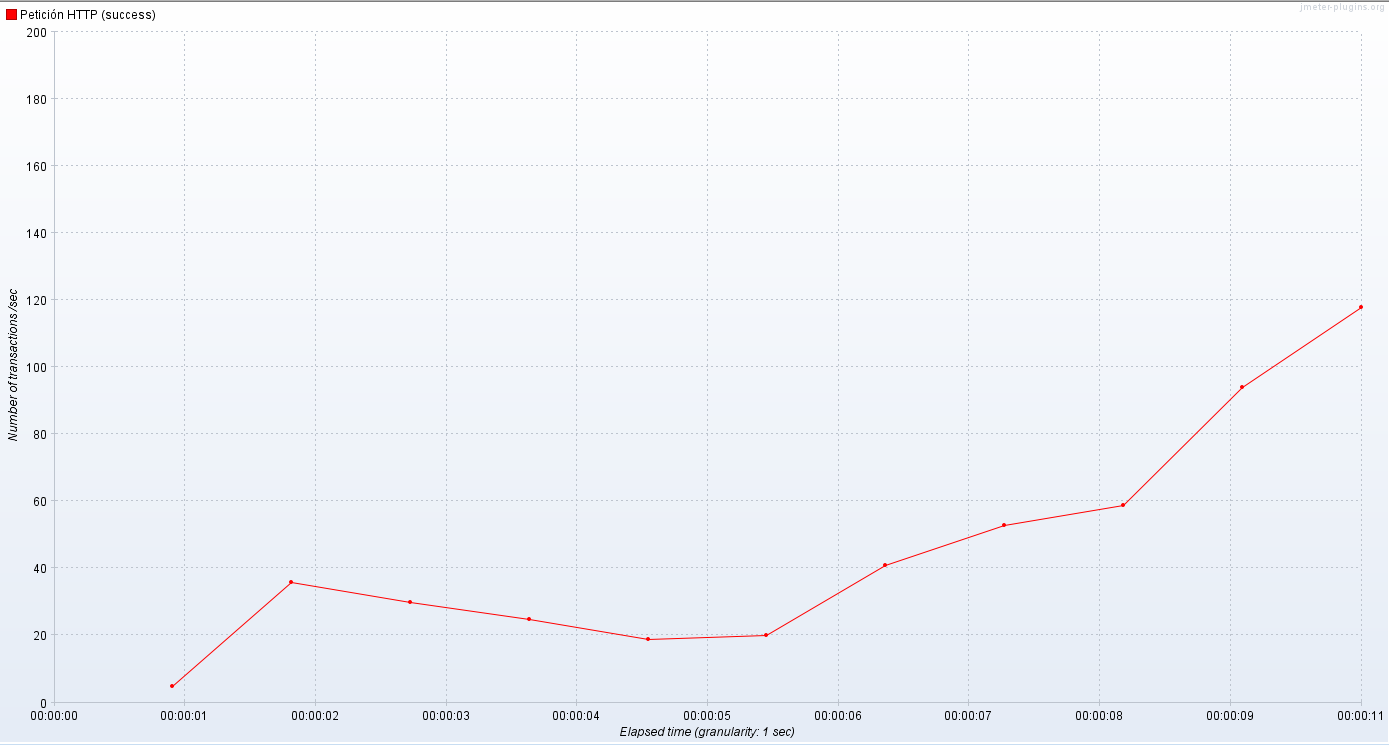 jmeter-plugins.org
Petición HTTP (success)
200
180
160
140
120
100
80
60
40
20
0
Number of transactions /sec
00:00:00 00:00:01 00:00:02 00:00:03 00:00:04 00:00:05 00:00:06 00:00:07 00:00:08 00:00:09 00:00:11
Elapsed time (granularity: 1 sec)